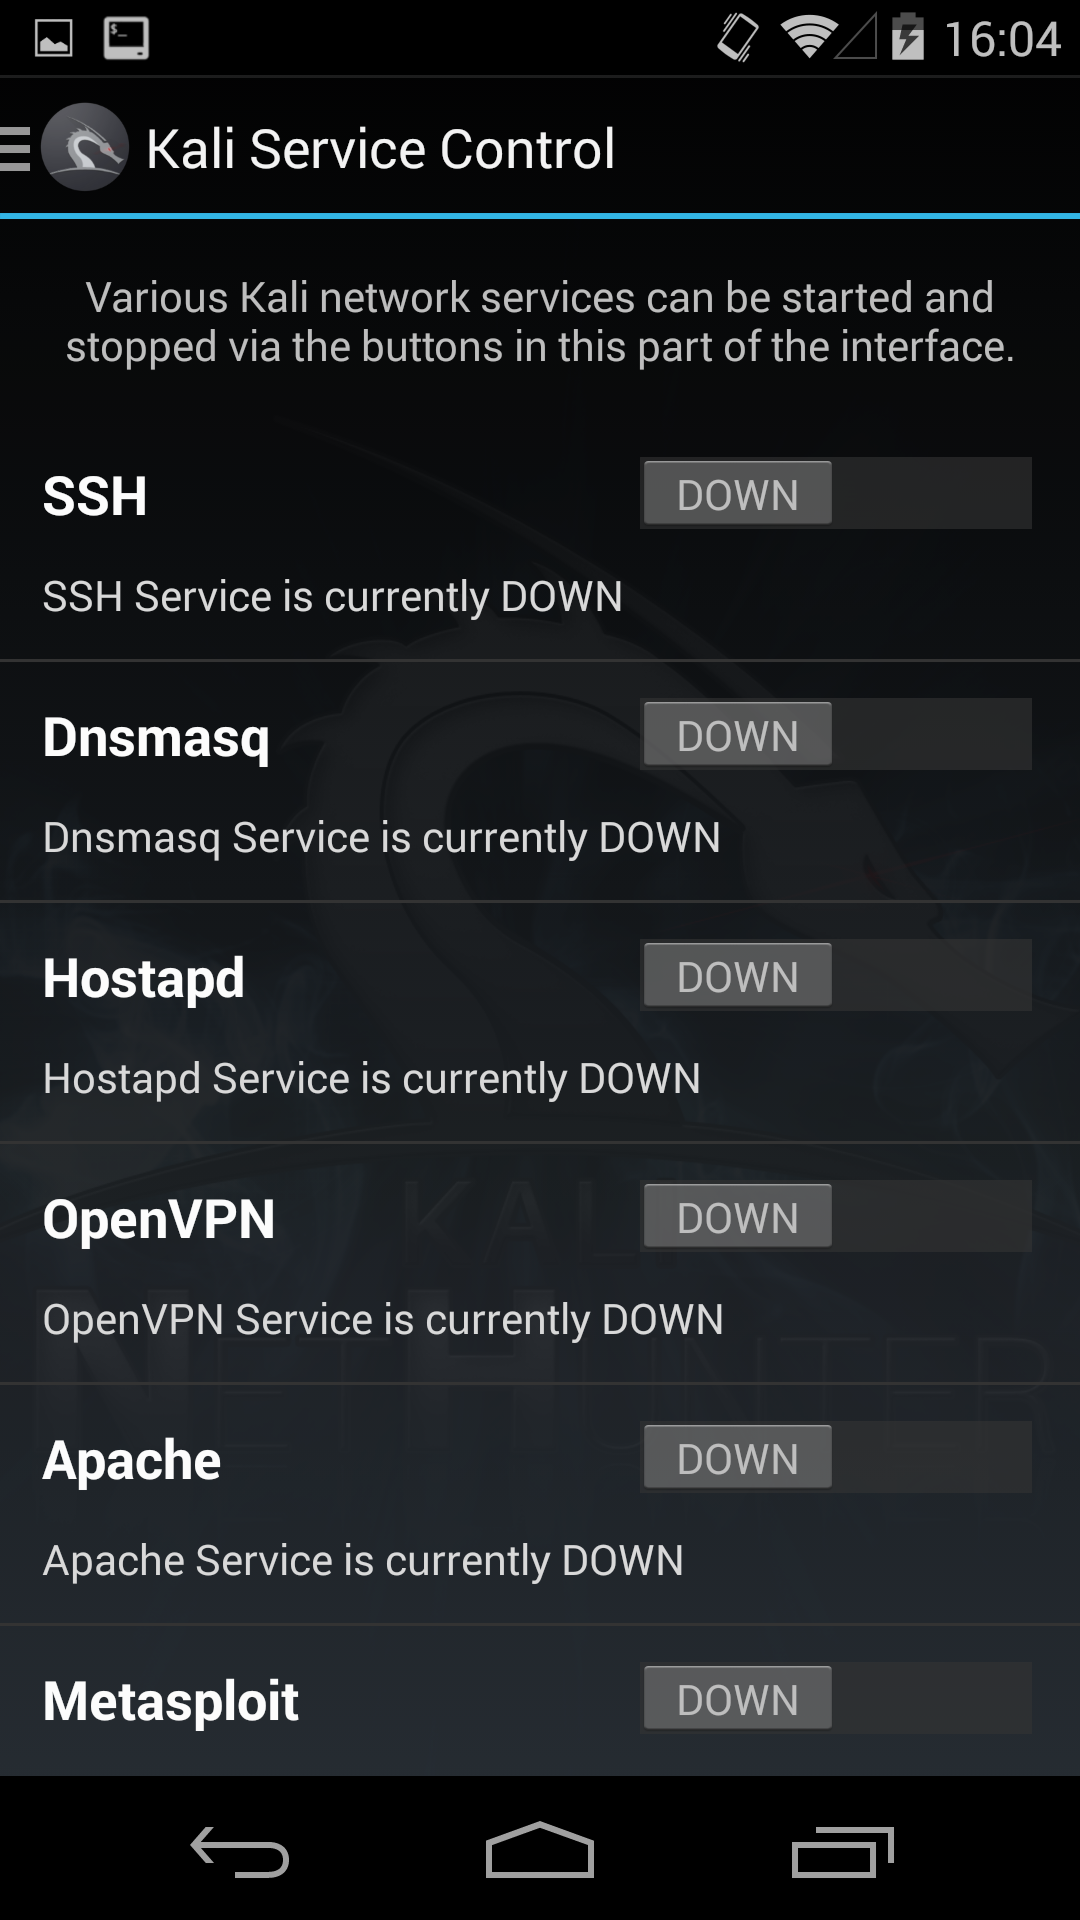 16:04
Kali Service Control
Various Kali network services can be started and
stopped via the buttons in this part of the interface.
SSH DOWN
SSH Service is currently DOWN
Dnsmasq DOWN
Dnsmasq Service is currently DOWN
Hostapd DOWN
Hostapd Service is currently DOWN
KALI
OpenVPN DOWN
OpenVPN Service is currently DOWN
NETHUNTER
Apache DOWN
Apache Service is currently DOWN
Metasploit DOWN